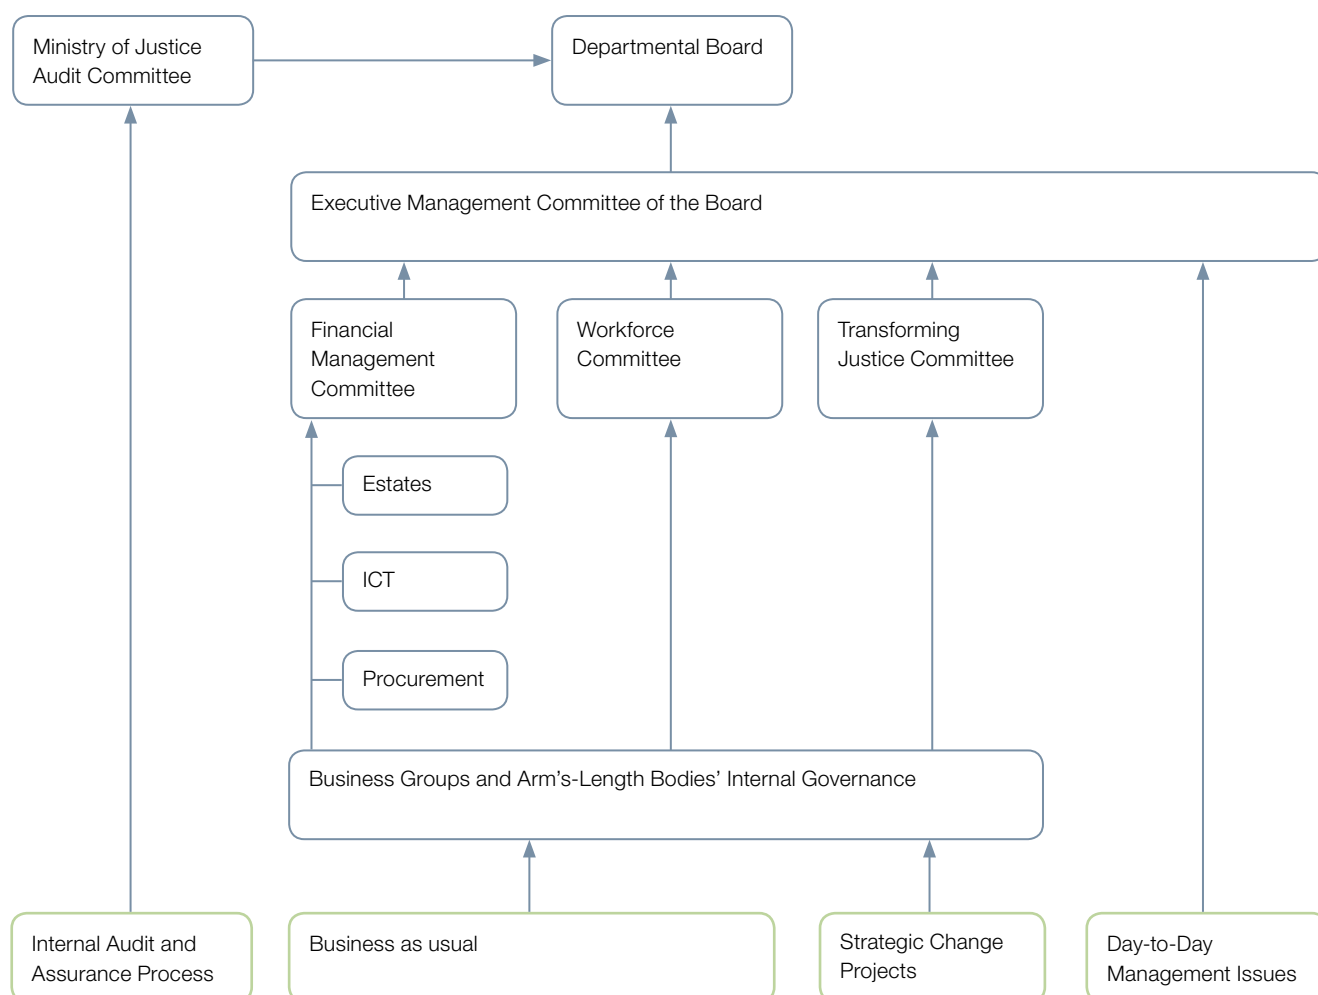 Ministry of Justice
Audit Committee
Departmental Board
Executive Management Committee of the Board
Financial
Management
Committee
Workforce
Committee
Transforming
Justice Committee
Estates
ICT
Procurement
Business Groups and Arm’s-Length Bodies’ Internal Governance
Internal Audit and
Assurance Process
Business as usual
Strategic Change
Projects
Day-to-Day
Management Issues